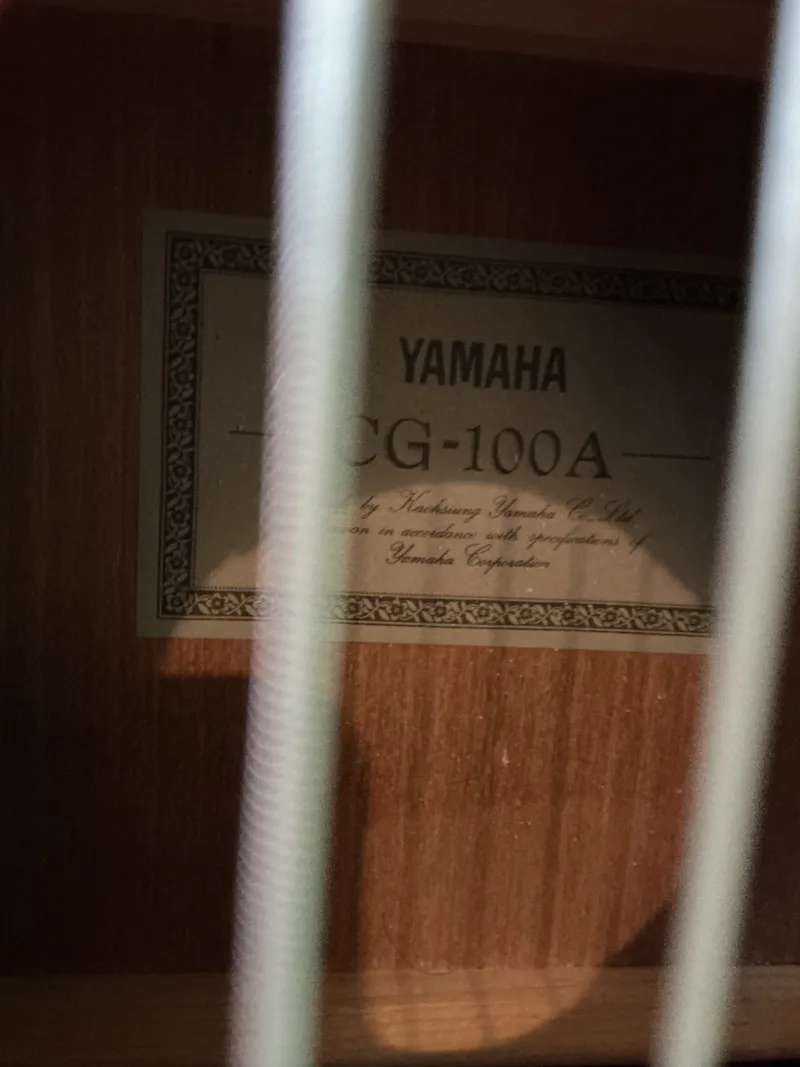 YAMAHA
CG-100A
by Kaohsiung Yamaha Co., Ltd.
in accordance with specifications of
Yamaha Corporation